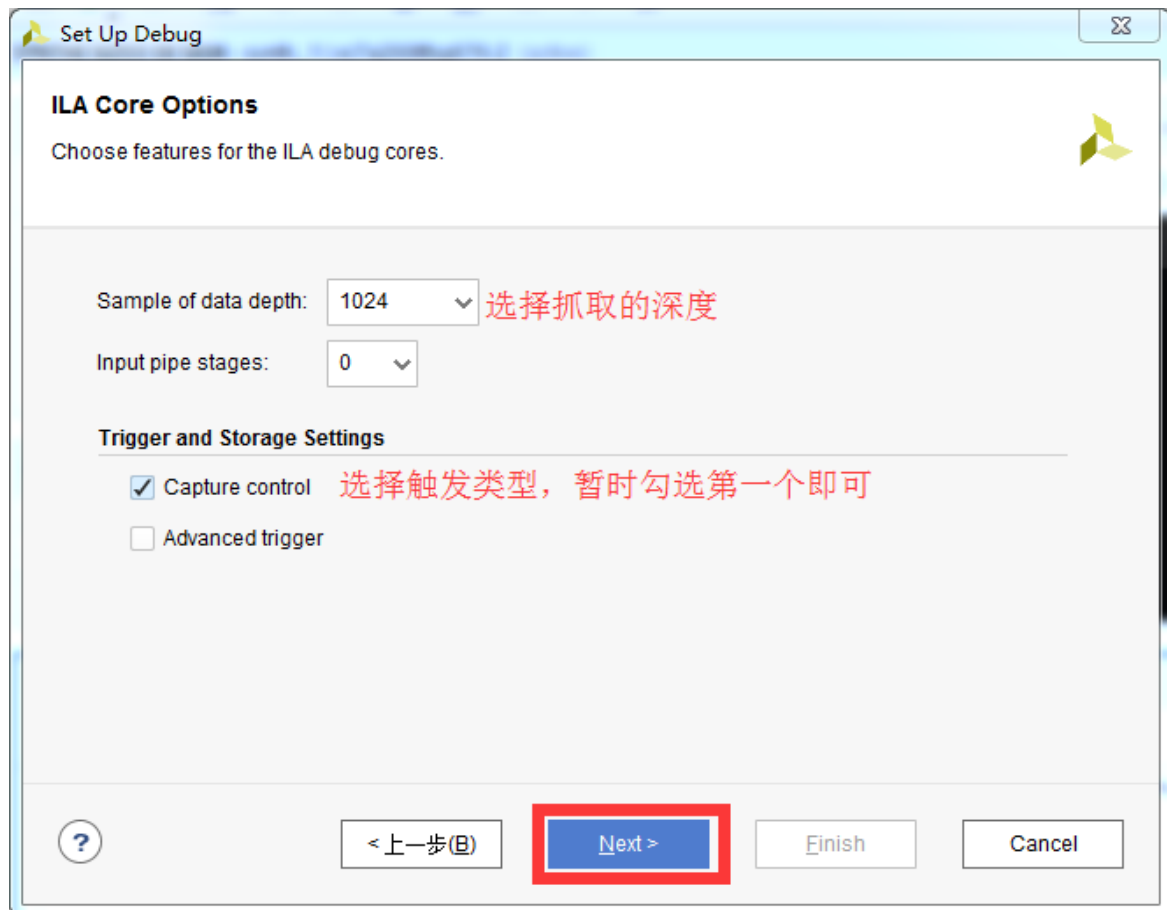 Set Up Debug
ILA Core Options
Choose features for the ILA debug cores.
Sample of data depth: 1024 选择抓取的深度
Input pipe stages: 0
Trigger and Storage Settings
Capture control 选择触发类型，暂时勾选第一个即可
Advanced trigger
? <上一步(B) Next > Finish Cancel